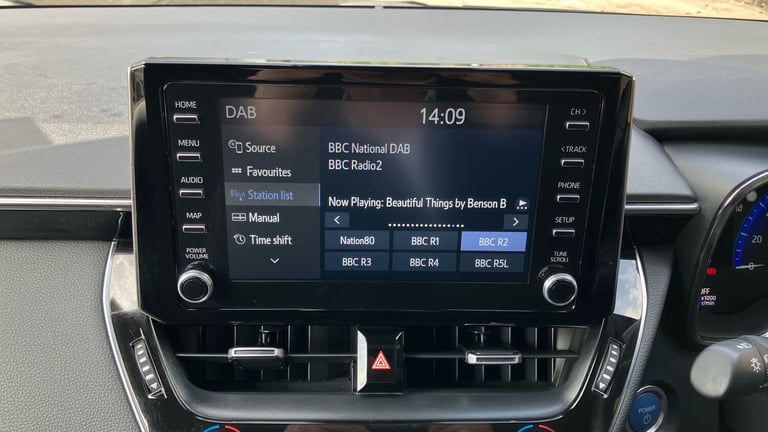 HOME
MENU
AUDIO
MAP
POWER
VOLUME
DAB
14:09
Source
Favourites
Station list
Manual
Time shift
BBC National DAB
BBC Radio2
Now Playing: Beautiful Things by Benson B
Nation80
BBC R1
BBC R2
BBC R3
BBC R4
BBC R5L
CH >
< TRACK
PHONE
SETUP
TUNE
SCROLL
20
0
x1000
r/min
POWER